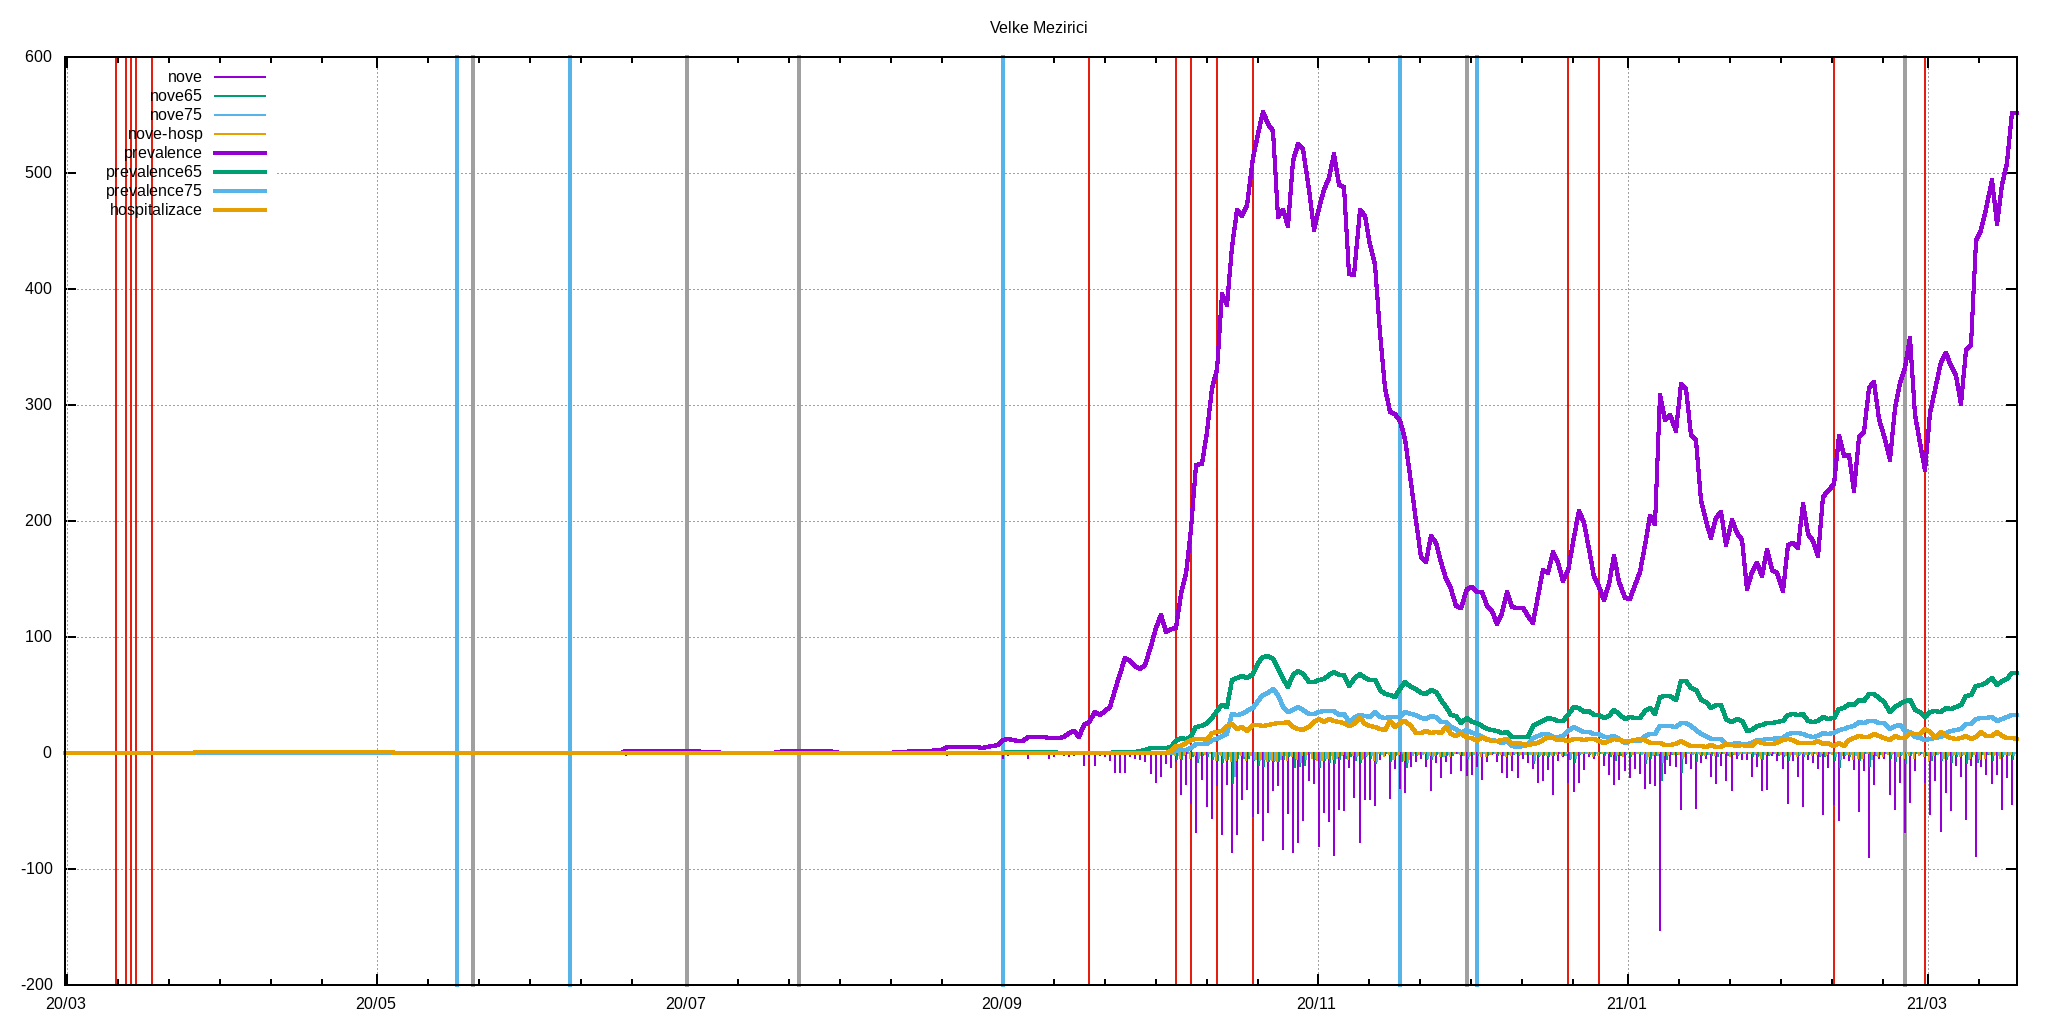 Velke Mezirici
600
500
400
300
200
100
0
-100
-200
nove
nove65
nove75
nove-hosp
prevalence
prevalence65
prevalence75
hospitalizace
20/03
20/05
20/07
20/09
20/11
21/01
21/03